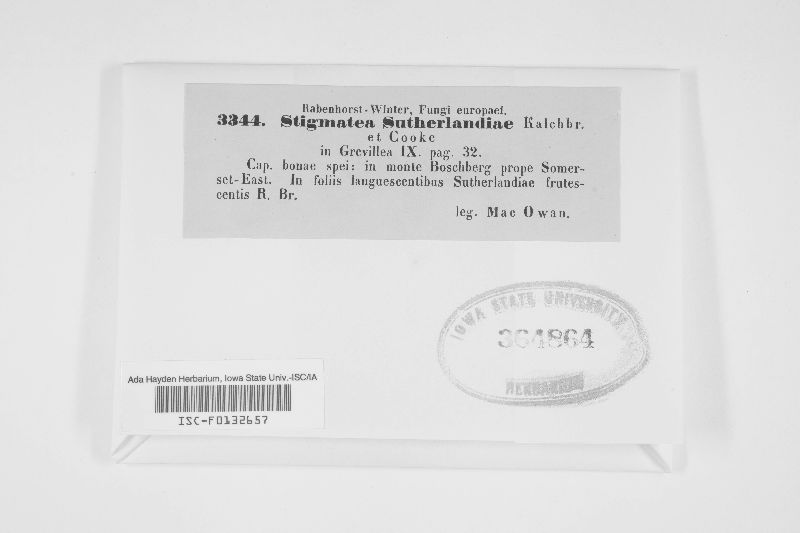 Rabenhorst-Winter, Fungi europaei.
3344. Stigmatea Sutherlandiae Kalchbr.
et Cooke
in Grevillea IX. pag. 32.
Cap. bonae spei: in monte Boschberg prope Somer-
set-East. In foliis languescentibus Sutherlandiae frutes-
centis R. Br.
leg. Mac Owan.
IOWA STATE UNIVERSITY
364864
HERBARIUM
Ada Hayden Herbarium, Iowa State Univ.-ISC/IA
ISC-F0132657